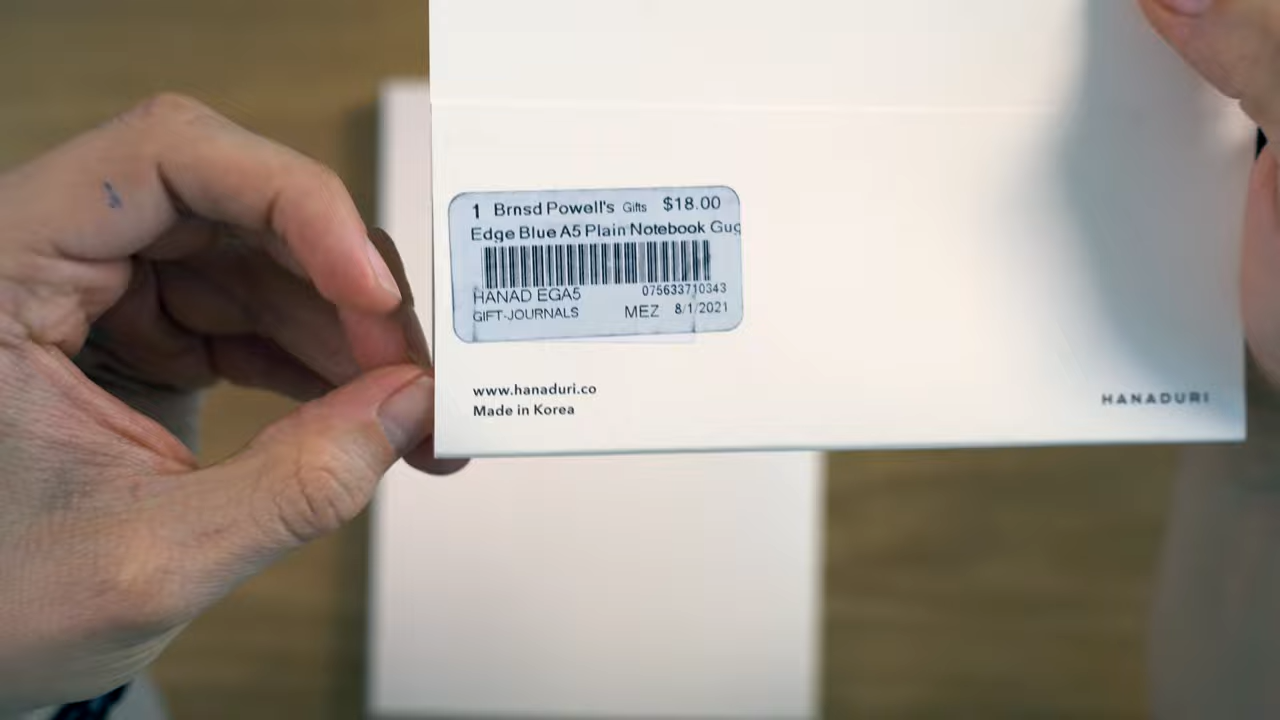 1 Brnsd Powell's Gifts $18.00
Edge Blue A5 Plain Notebook Gug
HANAD EGA5 075633710343
GIFT-JOURNALS MEZ 8/1/2021
www.hanaduri.co
Made in Korea
HANADURI